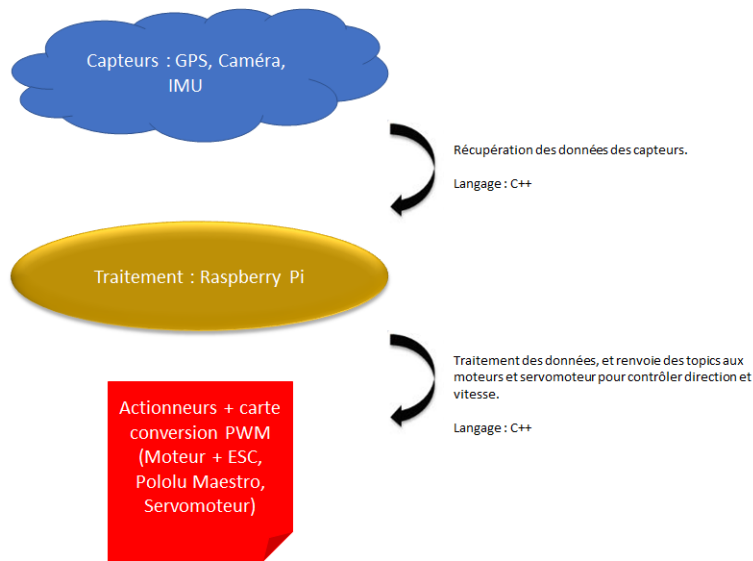 Capteurs : GPS, Caméra,
IMU
Récupération des données des capteurs.
Langage : C++
Traitement : Raspberry Pi
Traitement des données, et renvoie des topics aux
moteurs et servomoteur pour contrôler direction et
vitesse.
Langage : C++
Actionneurs + carte
conversion PWM
(Moteur + ESC,
Pololu Maestro,
Servomoteur)